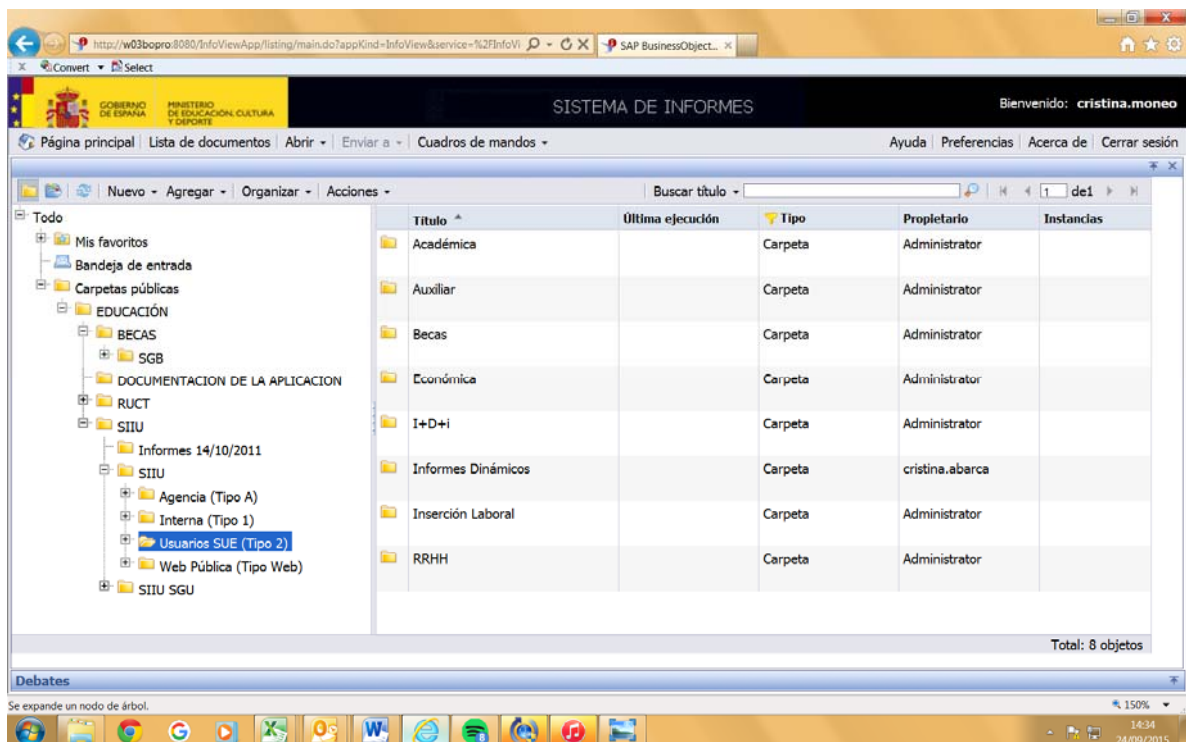 http://w03bopro:8080/InfoViewApp/listing/main.do?appKind=InfoView&service=%2FInfoVi
SAP BusinessObject...
Convert Select
GOBIERNO DE ESPAÑA
MINISTERIO DE EDUCACIÓN, CULTURA Y DEPORTE
SISTEMA DE INFORMES
Bienvenido: cristina.moneo
Página principal Lista de documentos Abrir Enviar a Cuadros de mandos Ayuda Preferencias Acerca de Cerrar sesión
Nuevo Agregar Organizar Acciones Buscar título 1 de1
Todo
Mis favoritos
Bandeja de entrada
Carpetas públicas
EDUCACIÓN
BECAS
SGB
DOCUMENTACION DE LA APLICACION
RUCT
SIIU
Informes 14/10/2011
SIIU
Agencia (Tipo A)
Interna (Tipo 1)
Usuarios SUE (Tipo 2)
Web Pública (Tipo Web)
SIIU SGU
Título Última ejecución Tipo Propietario Instancias
Académica Carpeta Administrator
Auxiliar Carpeta Administrator
Becas Carpeta Administrator
Económica Carpeta Administrator
I+D+i Carpeta Administrator
Informes Dinámicos Carpeta cristina.abarca
Inserción Laboral Carpeta Administrator
RRHH Carpeta Administrator
Total: 8 objetos
Debates
Se expande un nodo de árbol. 150%
14:34
24/09/2015